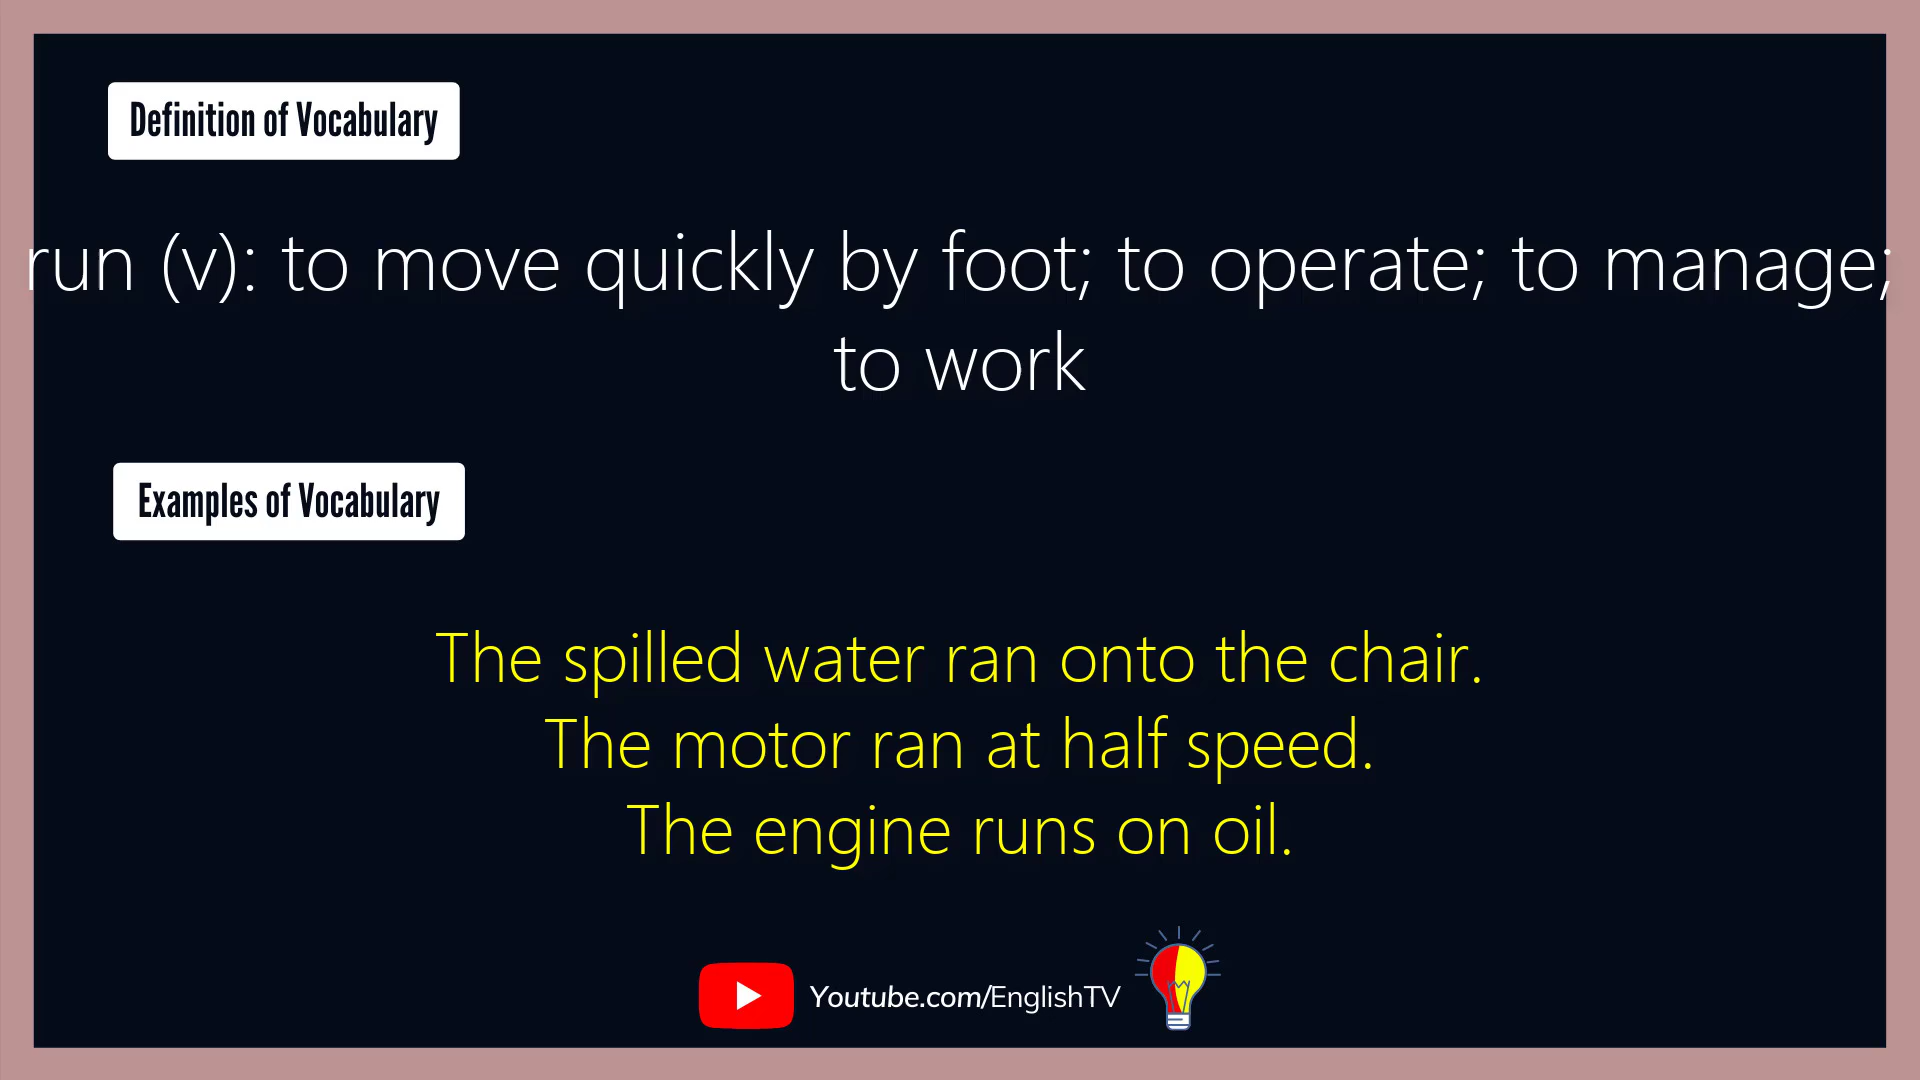 Definition of Vocabulary
run (v): to move quickly by foot; to operate; to manage;
to work
Examples of Vocabulary
The spilled water ran onto the chair.
The motor ran at half speed.
The engine runs on oil.
Youtube.com/EnglishTV